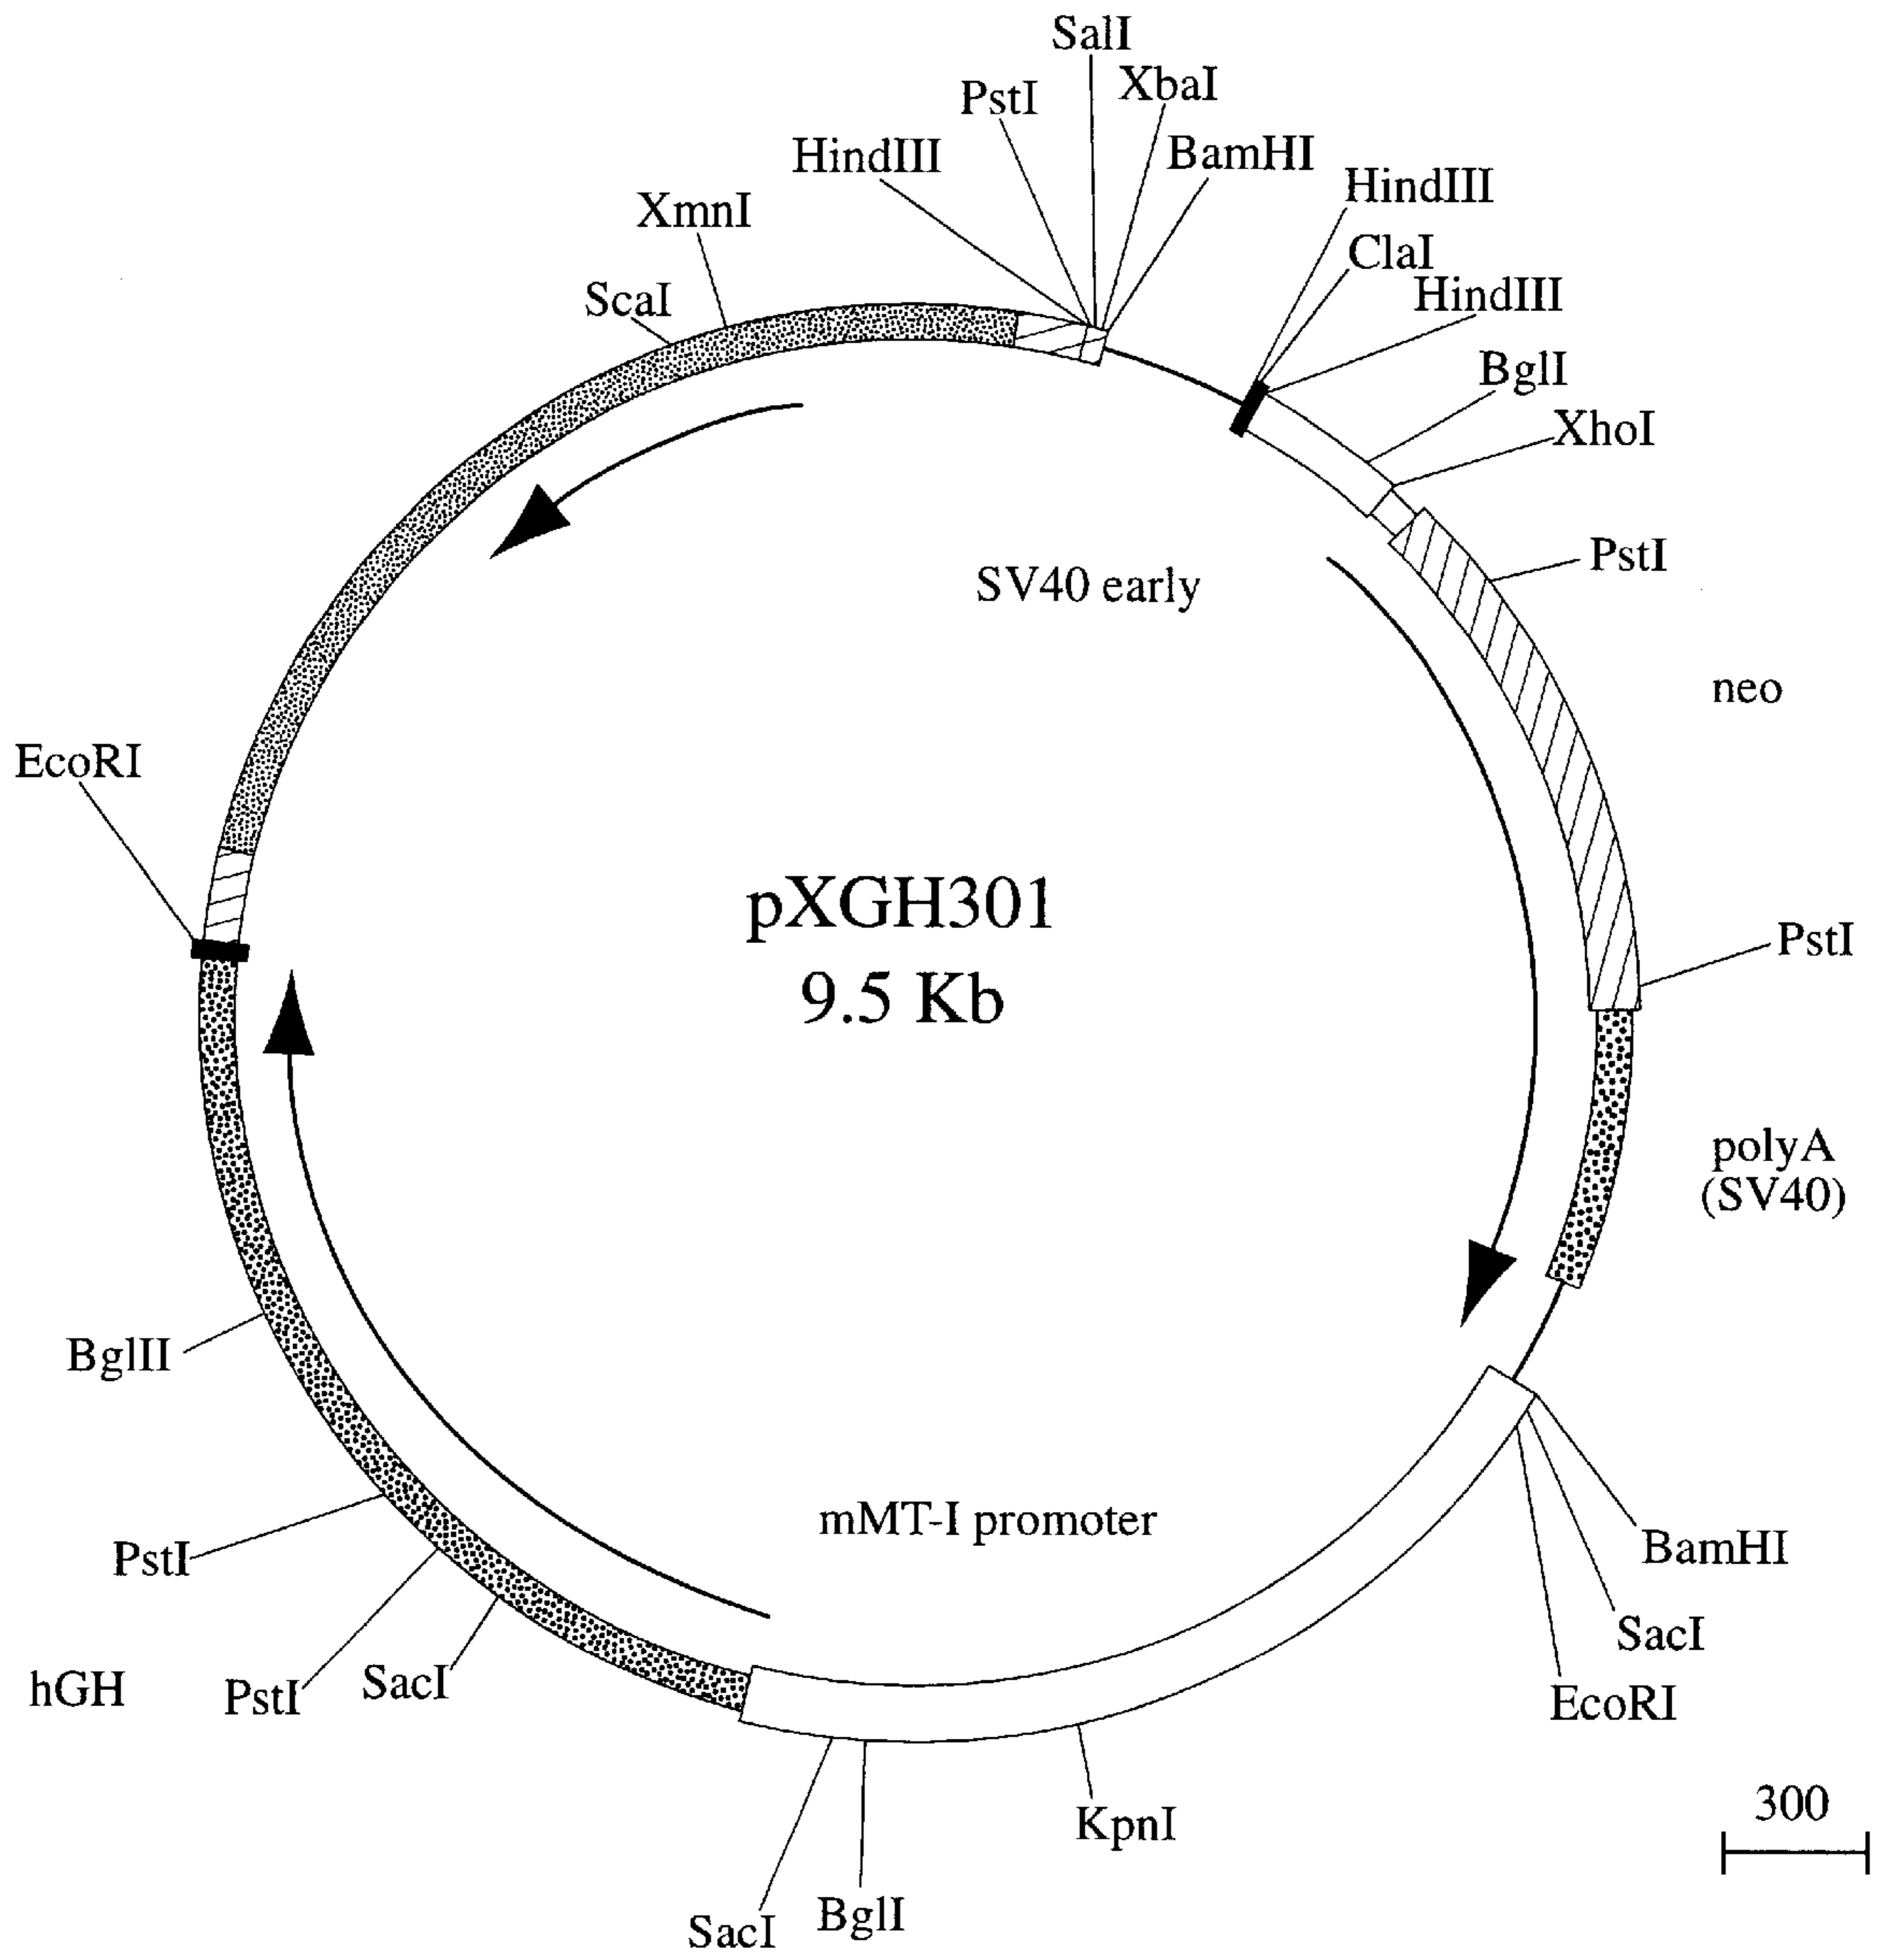 SalI
XbaI
PstI
BamHI
HindIII
HindIII
XmnI
ClaI
HindIII
ScaI
BglI
XhoI
PstI
SV40 early
neo
EcoRI
pXGH301
9.5 Kb
PstI
polyA
(SV40)
BglII
mMT-I promoter
BamHI
PstI
SacI
hGH
PstI
SacI
EcoRI
KpnI
300
SacI
BglI